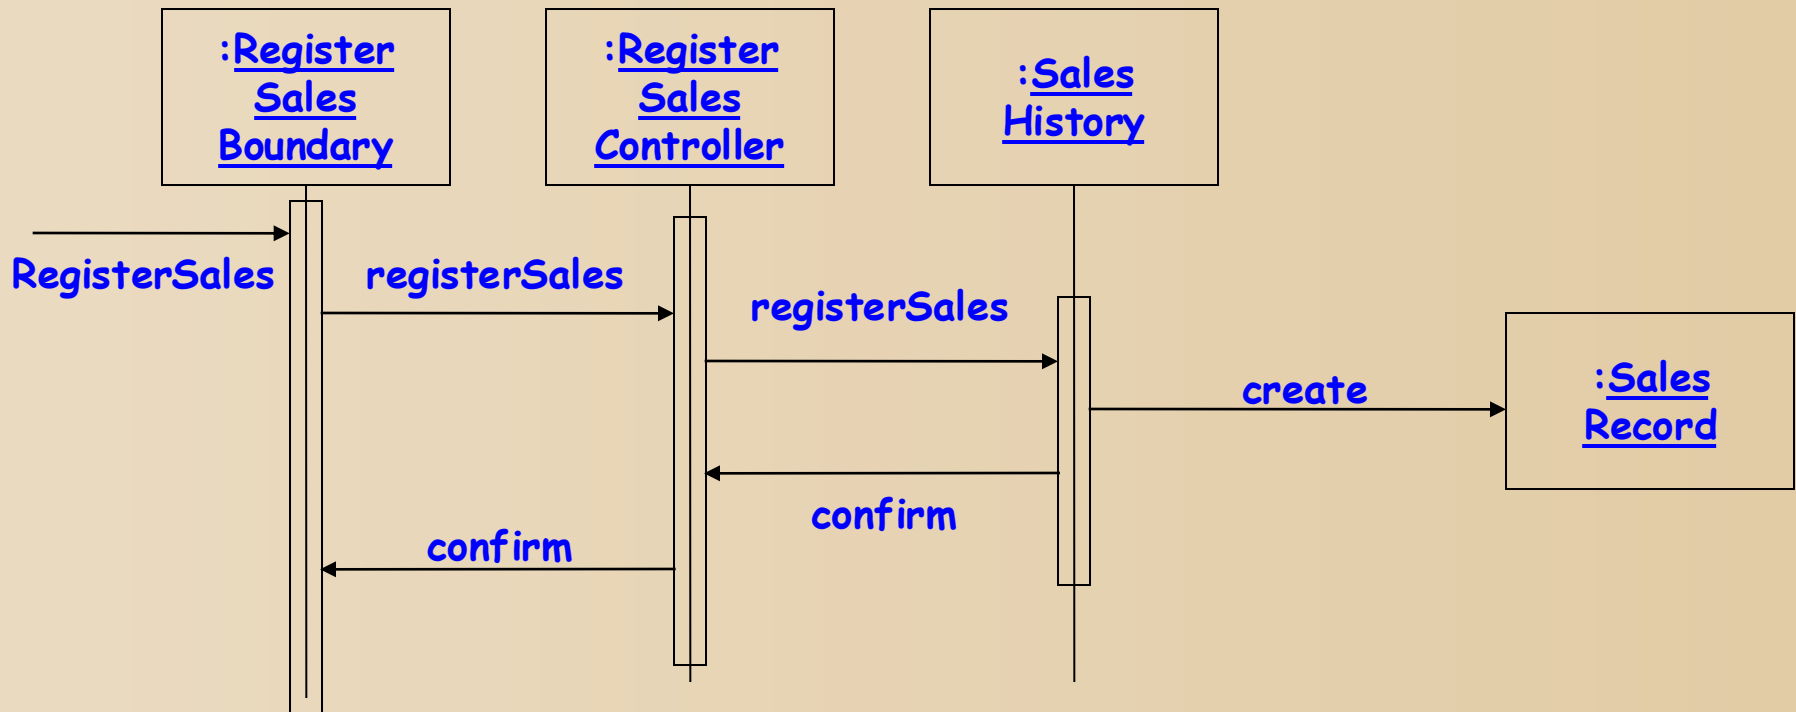 :Register
Sales
Boundary
:Register
Sales
Controller
:Sales
History
RegisterSales
registerSales
registerSales
create
:Sales
Record
confirm
confirm